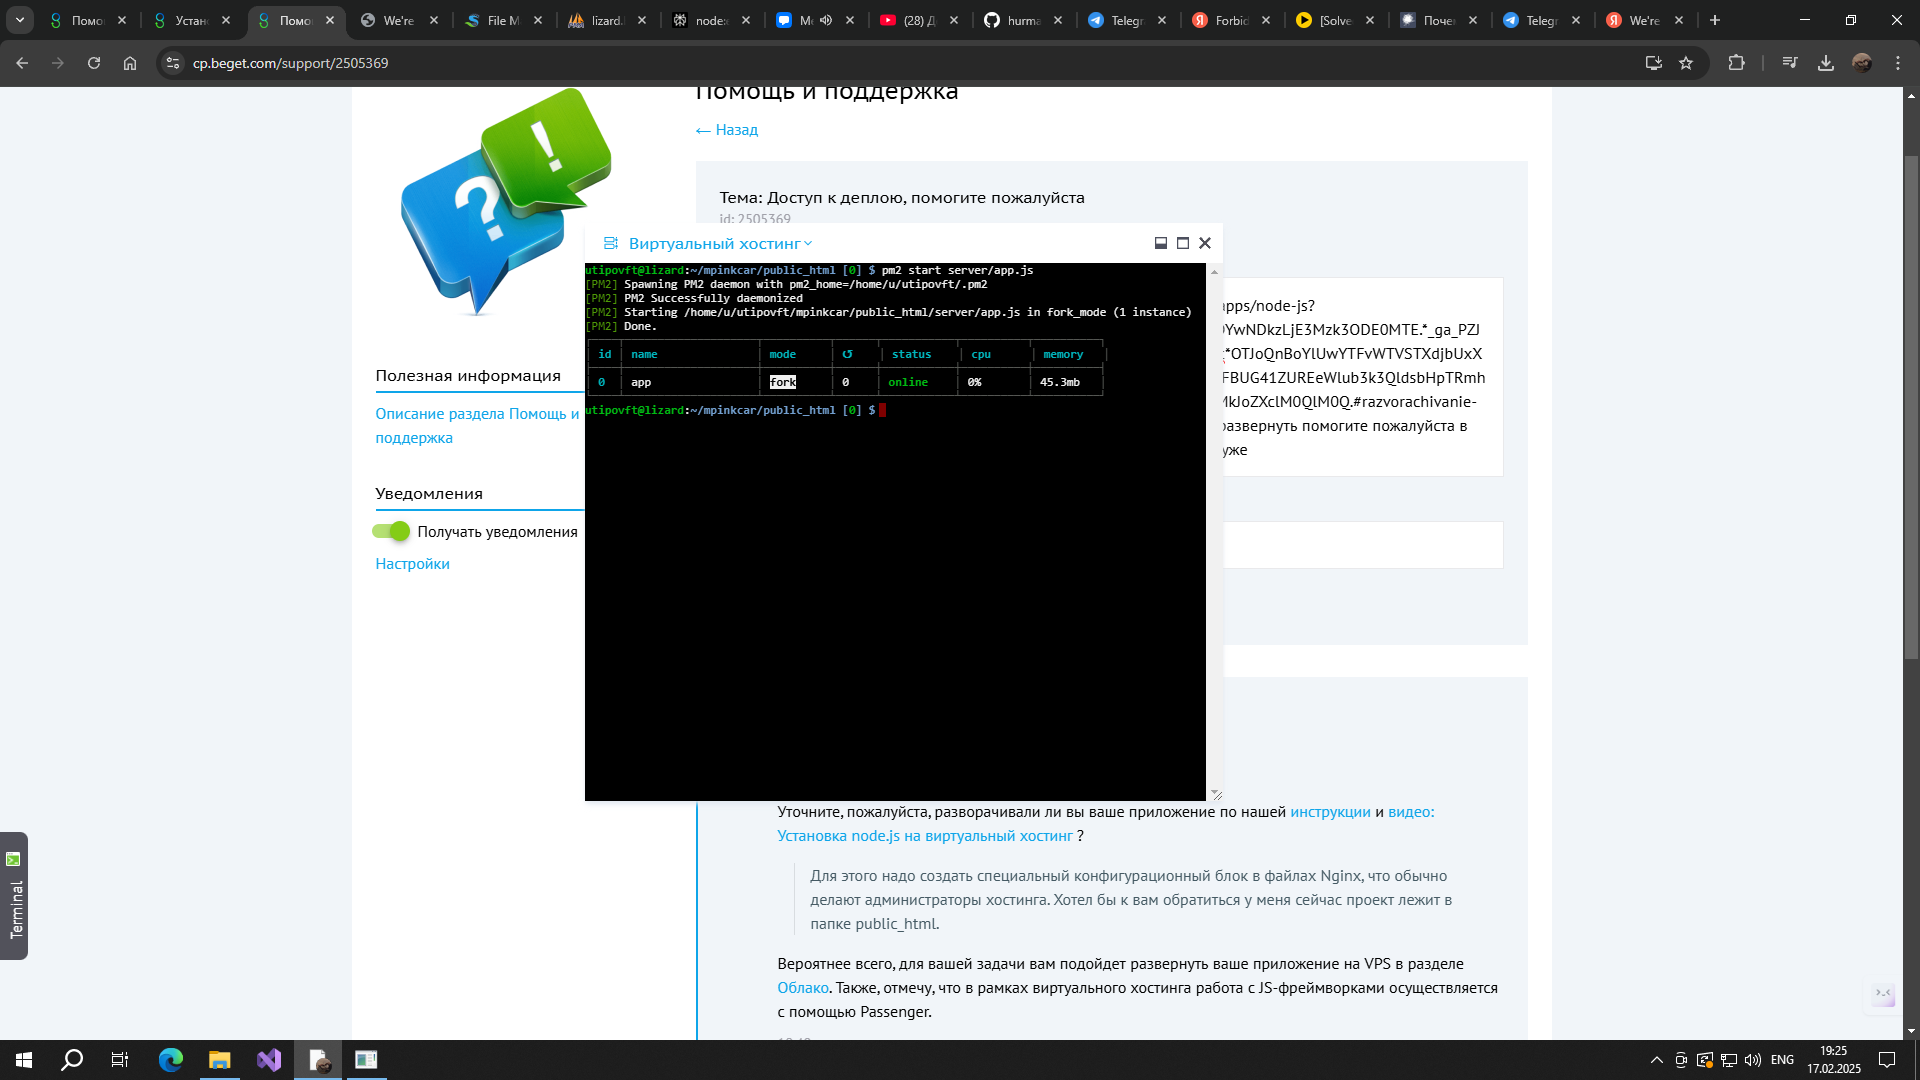 Помо
Устан
Помо
We're
File M
lizard.
node:
Me
(28) Д
hurma
Telegr
Forbid
[Solve
Почем
Telegr
We're
cp.beget.com/support/2505369
Помощь и поддержка
← Назад
Тема: Доступ к деплою, помогите пожалуйста
id: 2505369
Виртуальный хостинг
utipovft@lizard:~/mpinkcar/public_html [0] $ pm2 start server/app.js
[PM2] Spawning PM2 daemon with pm2_home=/home/u/utipovft/.pm2
[PM2] PM2 Successfully daemonized
[PM2] Starting /home/u/utipovft/mpinkcar/public_html/server/app.js in fork_mode (1 instance)
[PM2] Done.
id name mode ↺ status cpu memory
0 app fork 0 online 0% 45.3mb
utipovft@lizard:~/mpinkcar/public_html [0] $
apps/node-js?
YwNDkzLjE3Mzk3ODE0MTE.*_ga_PZJ
*OTJoQnBoYlUwYTFvWTVSTXdjbUxX
FBUG41ZUREeWlub3k3QldsbHpTRmh
MkJoZXclM0QlM0Q.#razvorachivanie-
развернуть помогите пожалуйста в
уже
Полезная информация
Описание раздела Помощь и
поддержка
Уведомления
Получать уведомления
Настройки
Уточните, пожалуйста, разворачивали ли вы ваше приложение по нашей инструкции и видео:
Установка node.js на виртуальный хостинг ?
Для этого надо создать специальный конфигурационный блок в файлах Nginx, что обычно
делают администраторы хостинга. Хотел бы к вам обратиться у меня сейчас проект лежит в
папке public_html.
Вероятнее всего, для вашей задачи вам подойдет развернуть ваше приложение на VPS в разделе
Облако. Также, отмечу, что в рамках виртуального хостинга работа с JS-фреймворками осуществляется
с помощью Passenger.
Terminal
ENG
19:25
17.02.2025